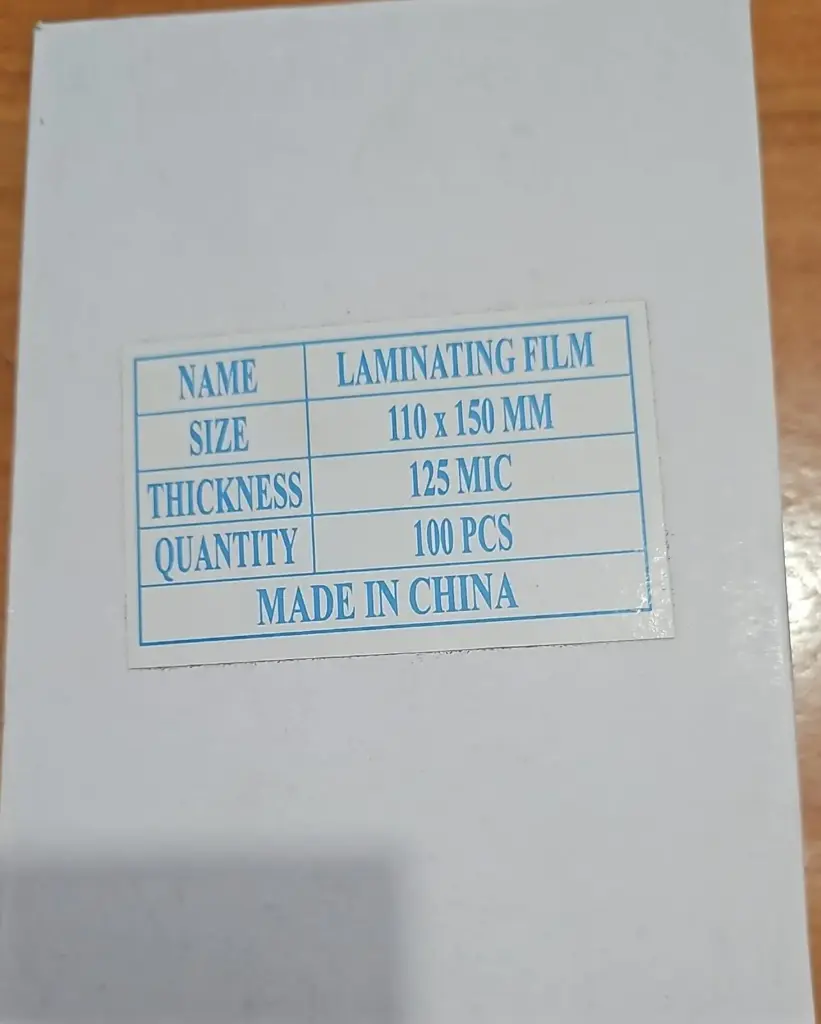 NAME LAMINATING FILM
SIZE 110 x 150 MM
THICKNESS 125 MIC
QUANTITY 100 PCS
MADE IN CHINA